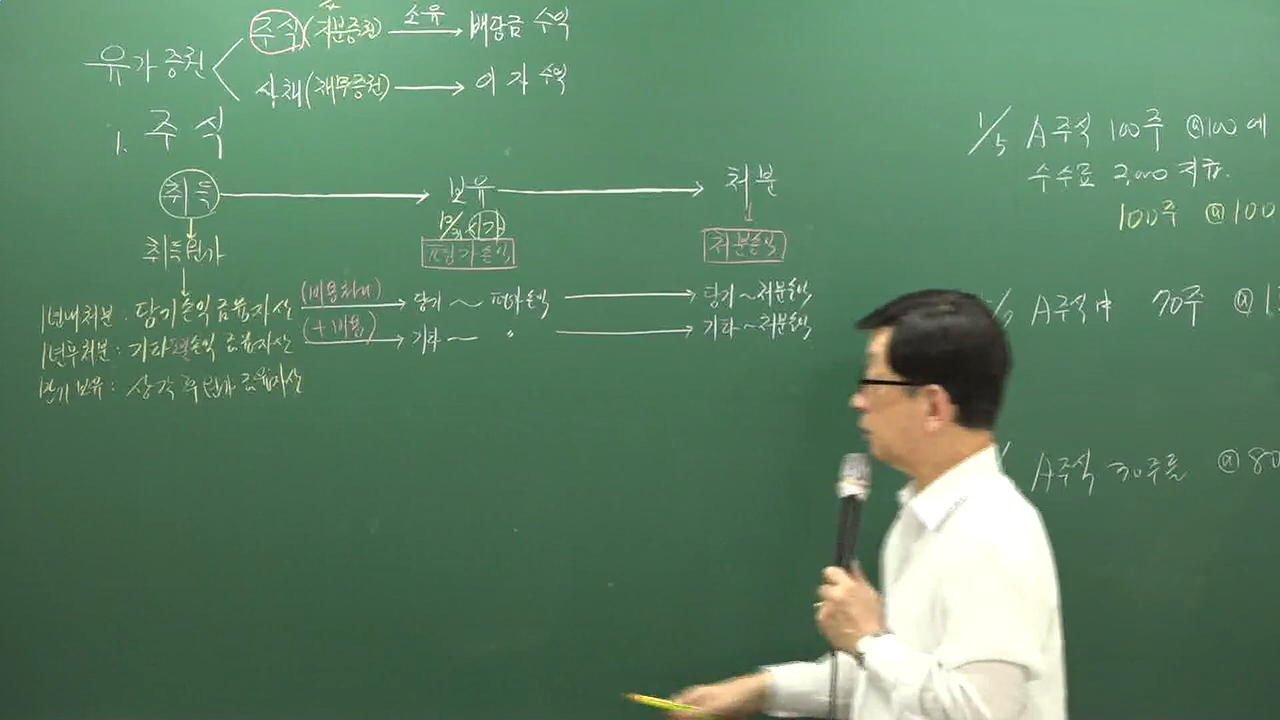 유가증권
주식(지분증권) 소유 → 배당금 수익
사채(채무증권) → 이자 수익
1. 주식
취득 → 보유 → 처분
취득원가
12/31 시가
평가손익
처분손익
1년내처분 : 당기손익금융자산 (비용처리) → 당기 ~ 평가손익 → 당기~처분손익
1년후처분 : 기타포괄손익 금융자산 (+비용) → 기타 ~ 〃 → 기타~처분손익
만기 보유 : 상각 후 원가 금융자산
1/5 A주식 100주 @100 에
수수료 2,000 지급.
100주 @100
A주식 中 70주 @1
A주식 30주를 @80